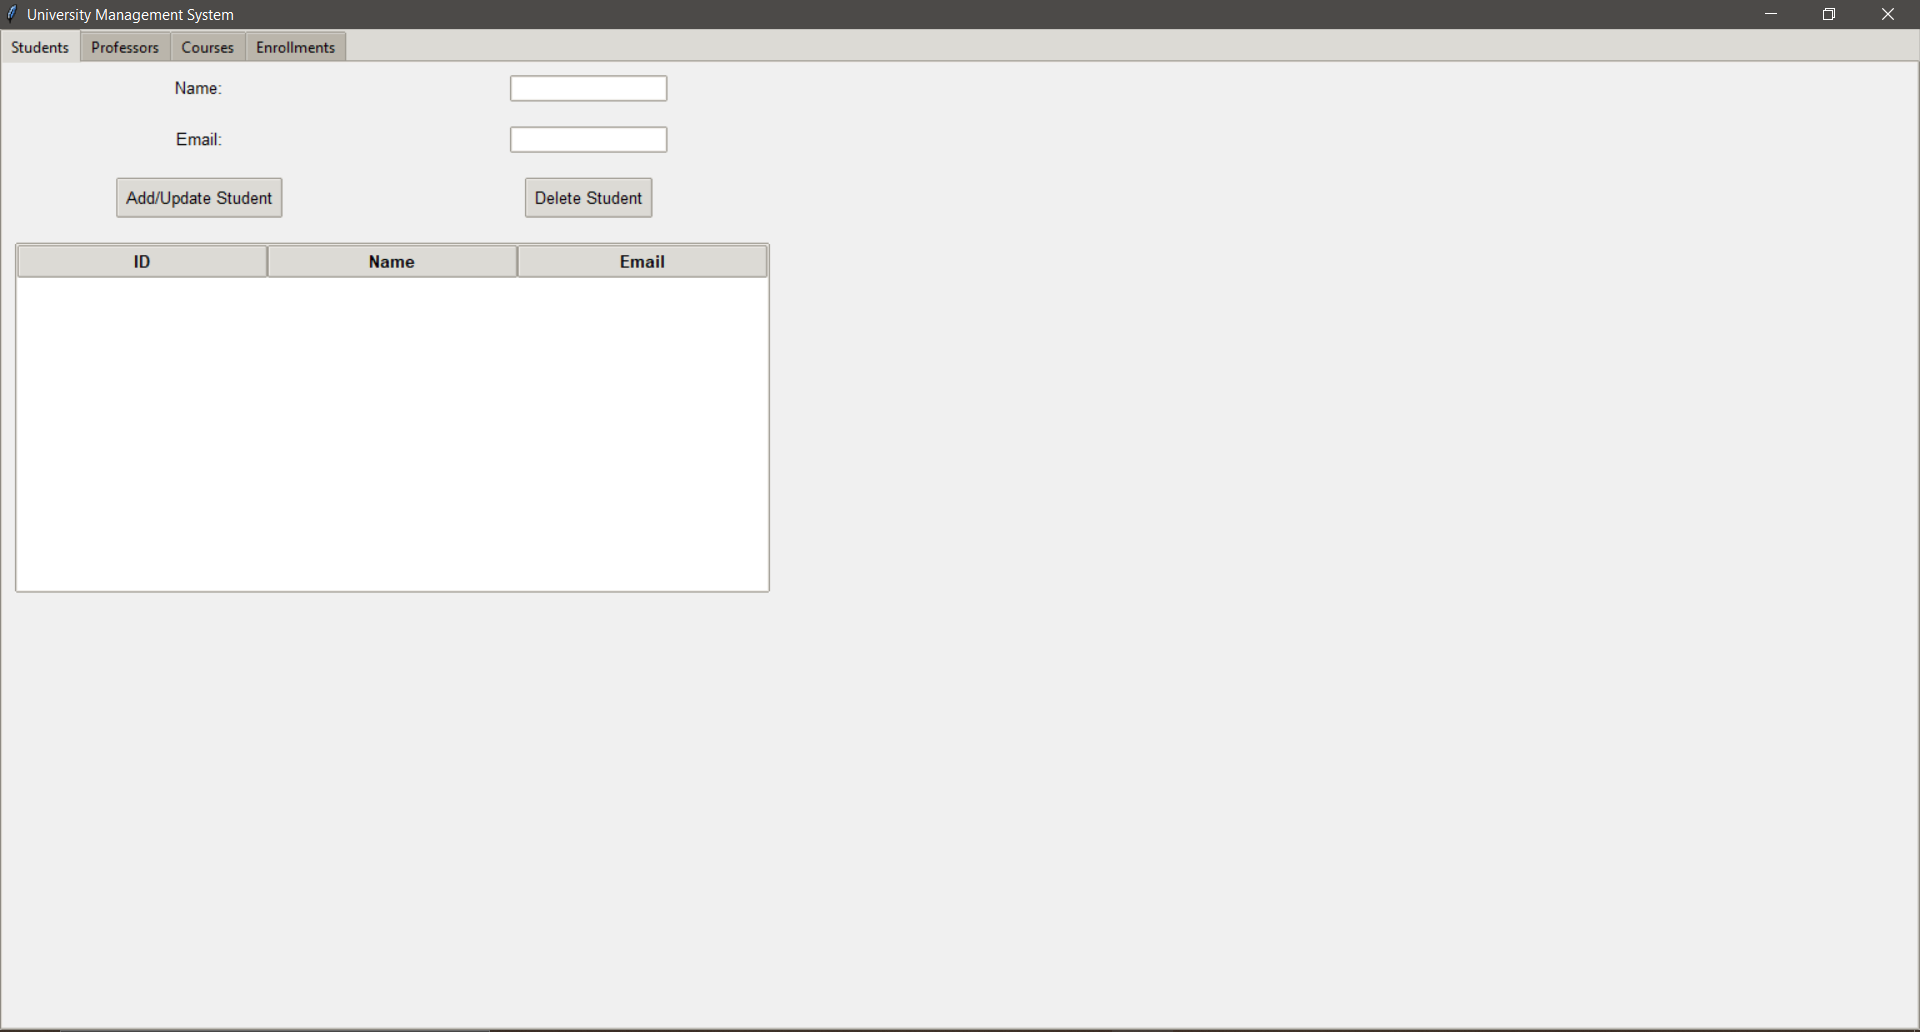 University Management System
Students Professors Courses Enrollments
Name:
Email:
Add/Update Student Delete Student
ID Name Email